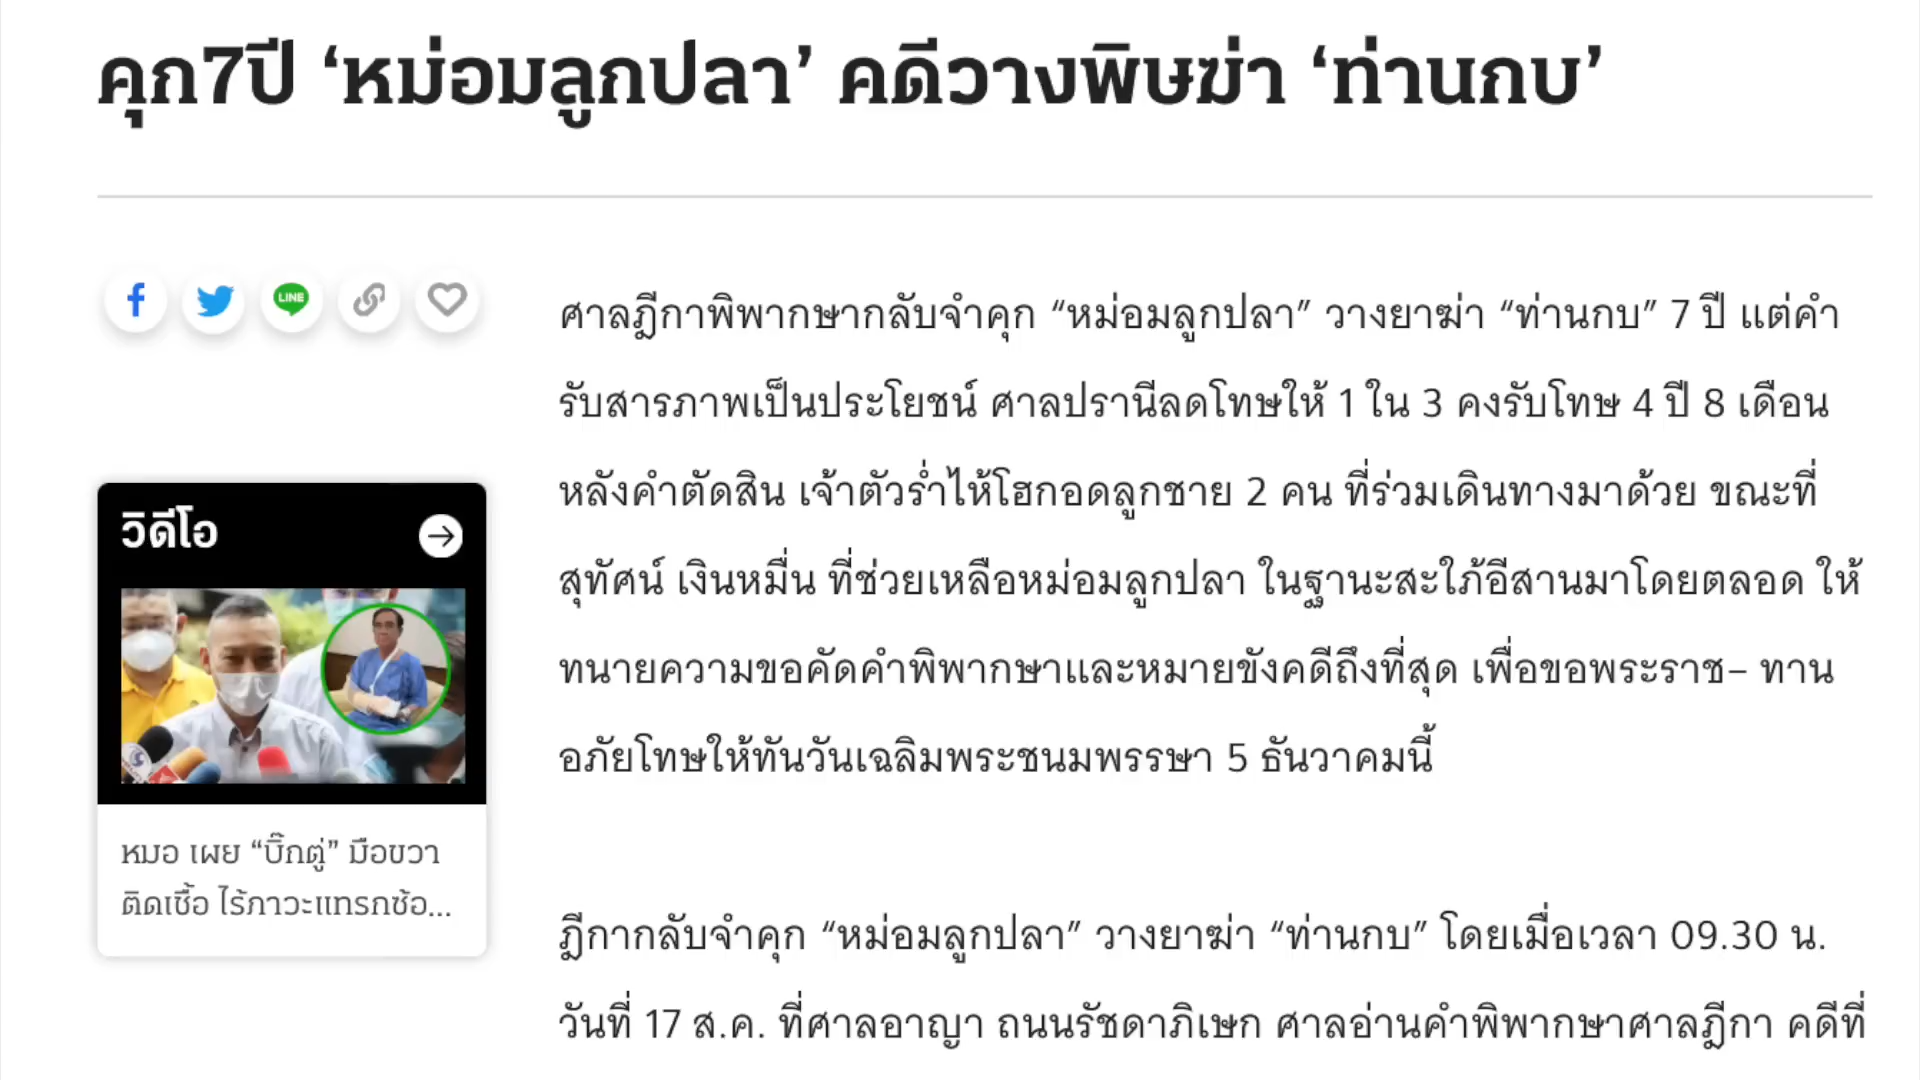 คุก7ปี ‘หม่อมลูกปลา’ คดีวางพิษฆ่า ‘ท่านกบ’
LINE
ศาลฎีกาพิพากษากลับจำคุก “หม่อมลูกปลา” วางยาฆ่า “ท่านกบ” 7 ปี แต่คำ
รับสารภาพเป็นประโยชน์ ศาลปรานีลดโทษให้ 1 ใน 3 คงรับโทษ 4 ปี 8 เดือน
หลังคำตัดสิน เจ้าตัวร่ำไห้โฮกอดลูกชาย 2 คน ที่ร่วมเดินทางมาด้วย ขณะที่
สุทัศน์ เงินหมื่น ที่ช่วยเหลือหม่อมลูกปลา ในฐานะสะใภ้อีสานมาโดยตลอด ให้
ทนายความขอคัดคำพิพากษาและหมายขังคดีถึงที่สุด เพื่อขอพระราช– ทาน
อภัยโทษให้ทันวันเฉลิมพระชนมพรรษา 5 ธันวาคมนี้
ฎีกากลับจำคุก “หม่อมลูกปลา” วางยาฆ่า “ท่านกบ” โดยเมื่อเวลา 09.30 น.
วันที่ 17 ส.ค. ที่ศาลอาญา ถนนรัชดาภิเษก ศาลอ่านคำพิพากษาศาลฎีกา คดีที่
วิดีโอ
หมอ เผย “บิ๊กตู่” มือขวา
ติดเชื้อ ไร้ภาวะแทรกซ้อ...